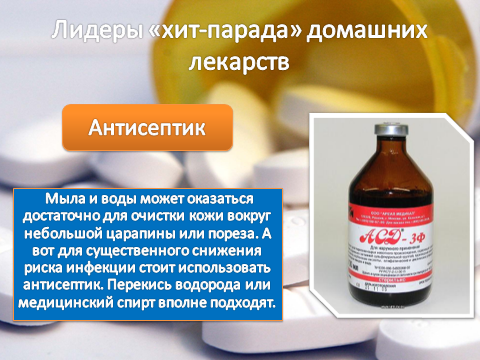 Лидеры «хит-парада» домашних
лекарств
Антисептик
Мыла и воды может оказаться
достаточно для очистки кожи вокруг
небольшой царапины или пореза. А
вот для существенного снижения
риска инфекции стоит использовать
антисептик. Перекись водорода или
медицинский спирт вполне подходят.
АСД - 3Ф